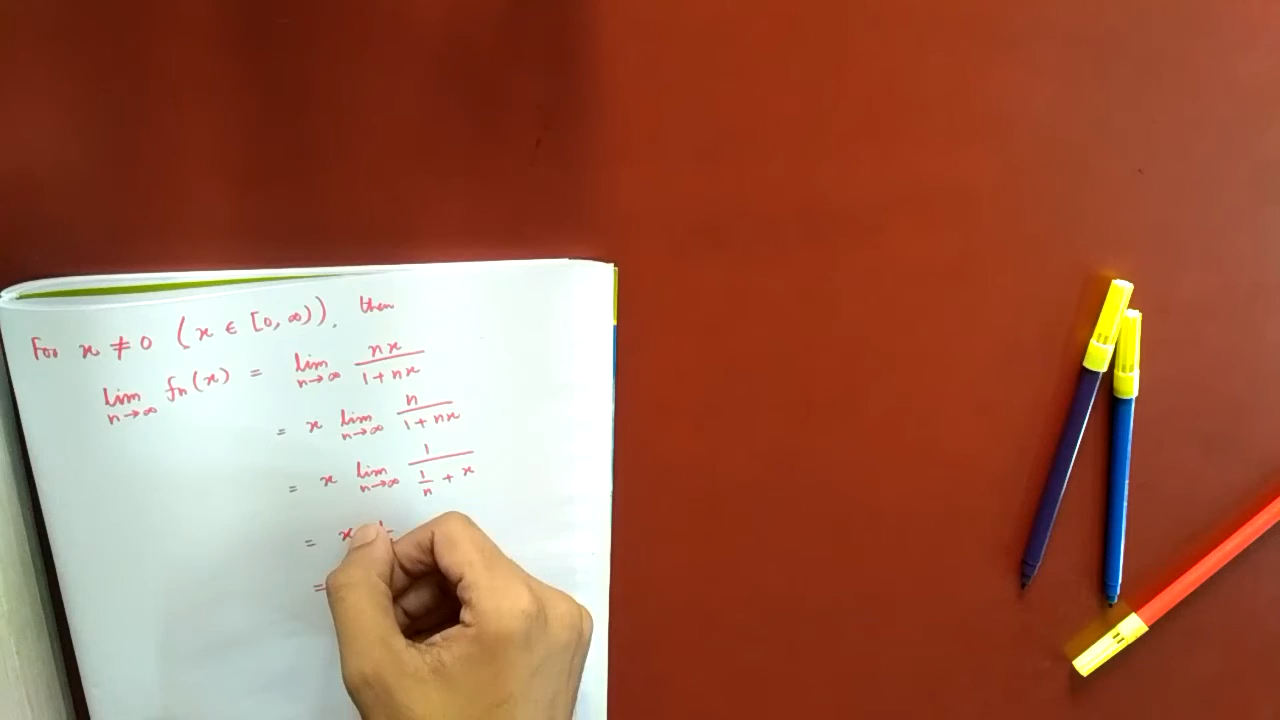 For x ≠ 0 (x ∈ [0, ∞)), then
lim n→∞ fn(x) = lim n→∞ nx/(1+nx)
= x lim n→∞ n/(1+nx)
= x lim n→∞ 1/(1/n + x)
= x
=